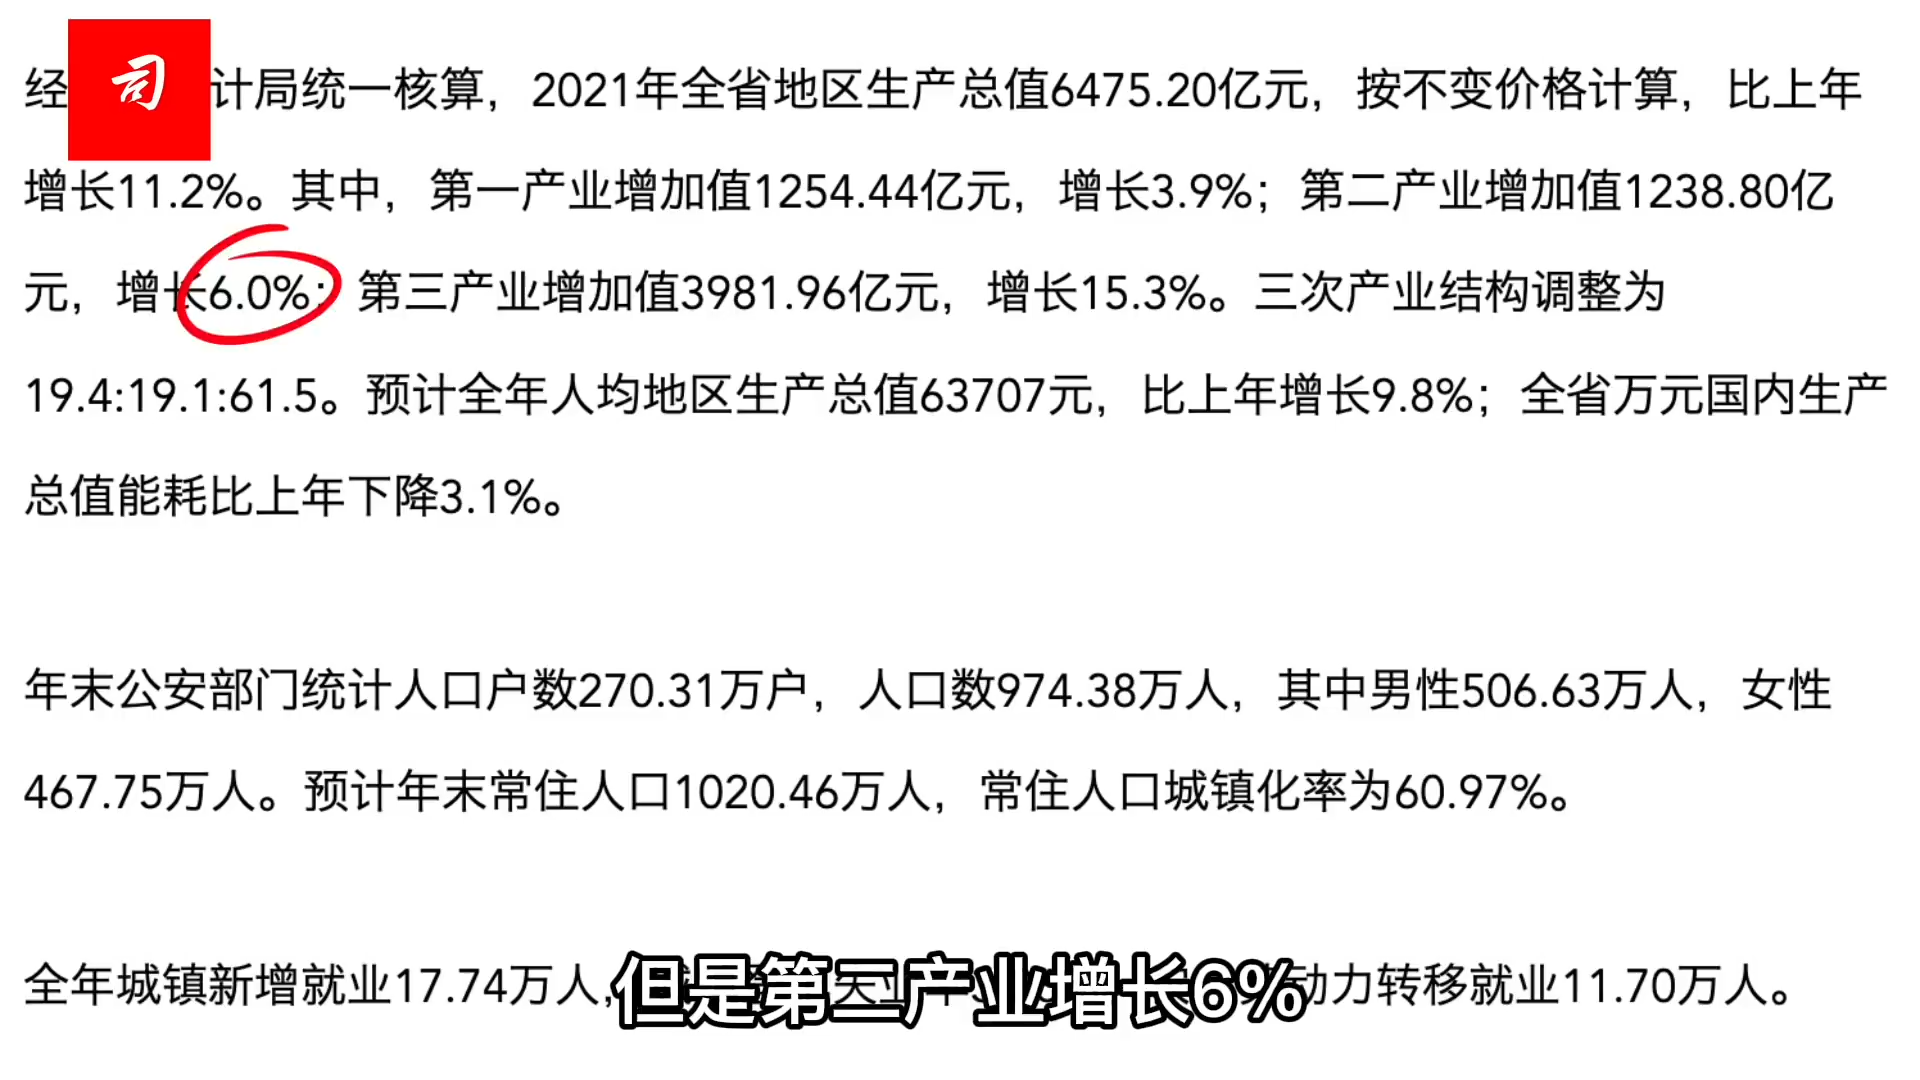 司
经 计局统一核算，2021年全省地区生产总值6475.20亿元，按不变价格计算，比上年
增长11.2%。其中，第一产业增加值1254.44亿元，增长3.9%；第二产业增加值1238.80亿
元，增长6.0%；第三产业增加值3981.96亿元，增长15.3%。三次产业结构调整为
19.4:19.1:61.5。预计全年人均地区生产总值63707元，比上年增长9.8%；全省万元国内生产
总值能耗比上年下降3.1%。
年末公安部门统计人口户数270.31万户，人口数974.38万人，其中男性506.63万人，女性
467.75万人。预计年末常住人口1020.46万人，常住人口城镇化率为60.97%。
全年城镇新增就业17.74万人， 动力转移就业11.70万人。
但是第二产业增长6%